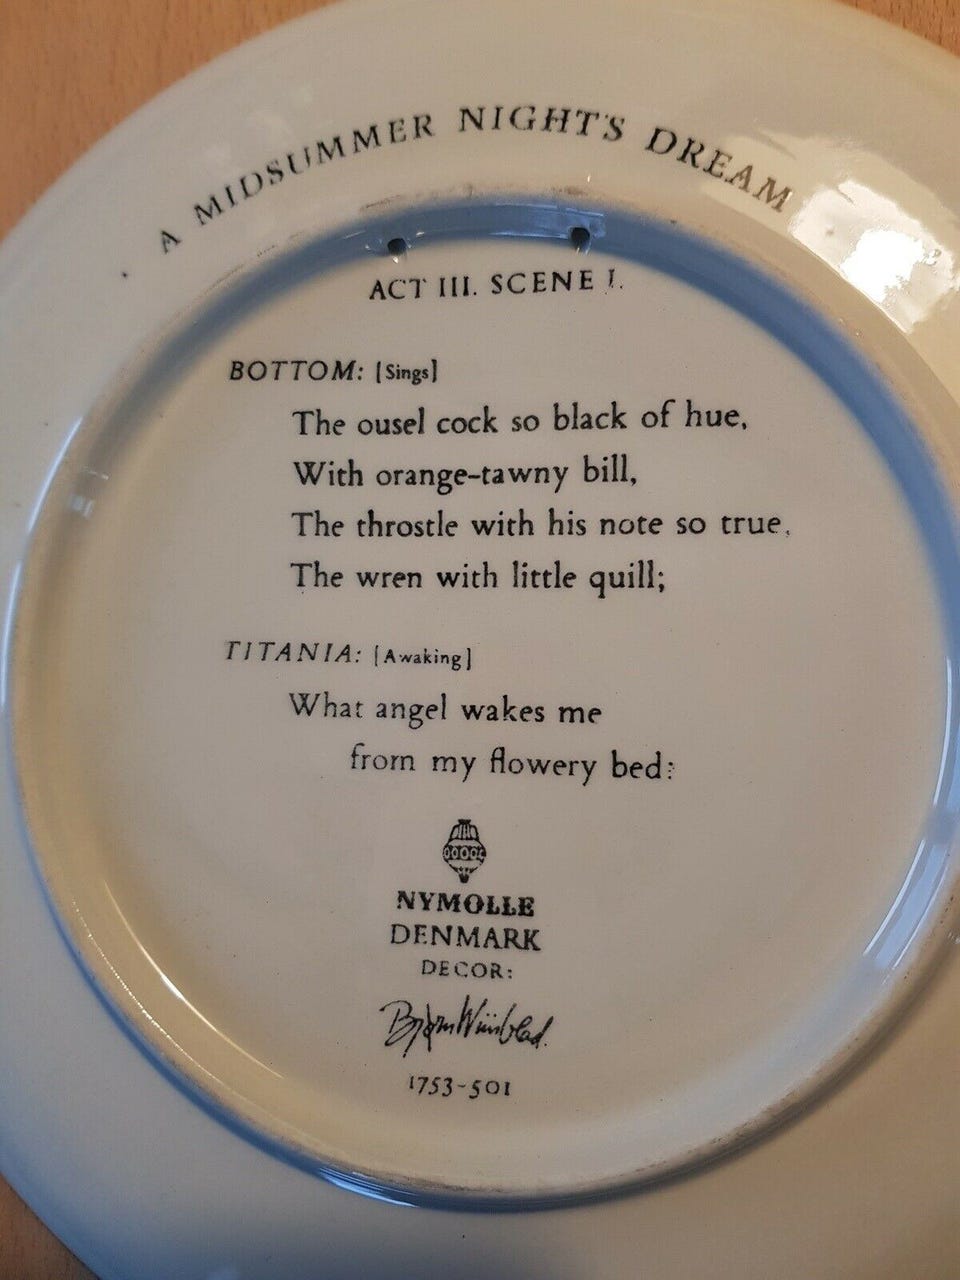 A MIDSUMMER NIGHT'S DREAM
ACT III. SCENE I.
BOTTOM: [Sings]
The ousel cock so black of hue,
With orange-tawny bill,
The throstle with his note so true,
The wren with little quill;
TITANIA: [Awaking]
What angel wakes me
from my flowery bed?
NYMOLLE
DENMARK
DECOR:
Bjørn Wiinblad.
1753-501